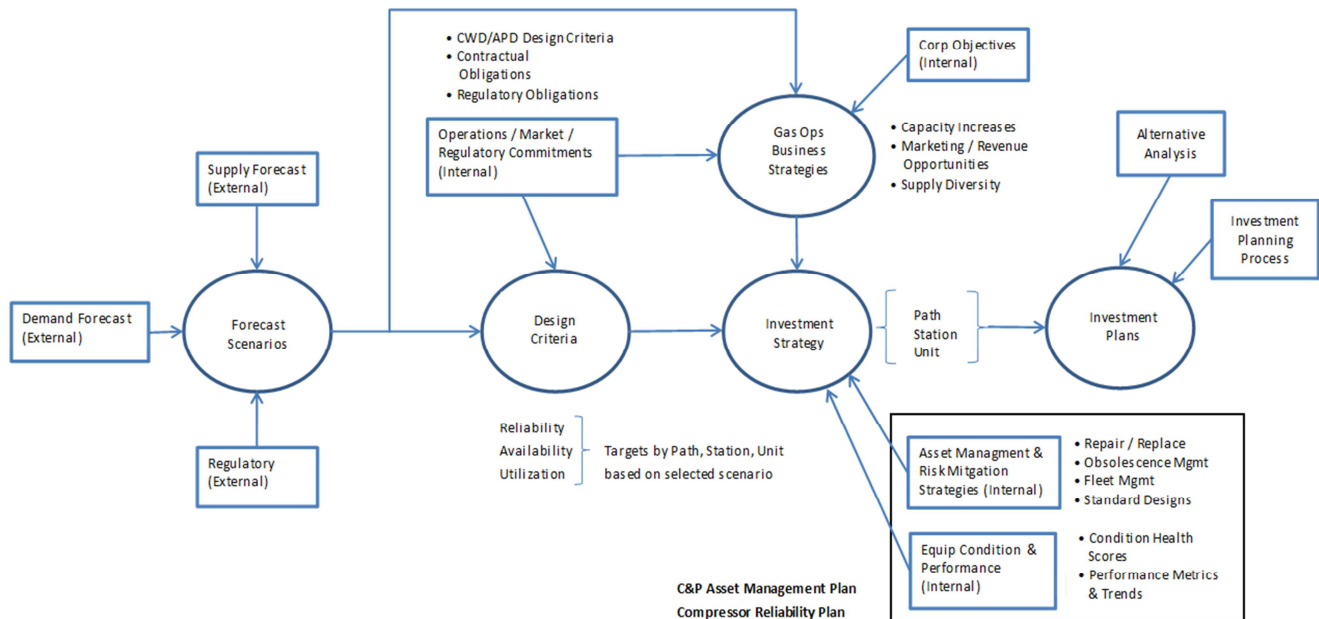 • CWD/APD Design Criteria
• Contractual
Obligations
• Regulatory Obligations
Corp Objectives
(Internal)
Operations / Market /
Regulatory Commitments
(Internal)
Gas Ops
Business
Strategies
• Capacity Increases
• Marketing / Revenue
Opportunities
• Supply Diversity
Alternative
Analysis
Investment
Planning
Process
Supply Forecast
(External)
Demand Forecast
(External)
Forecast
Scenarios
Regulatory
(External)
Design
Criteria
Investment
Strategy
Path
Station
Unit
Investment
Plans
Reliability
Availability
Utilization
Targets by Path, Station, Unit
based on selected scenario
Asset Managment &
Risk Mitgation
Strategies (Internal)
• Repair / Replace
• Obsolescence Mgmt
• Fleet Mgmt
• Standard Designs
Equip Condition &
Performance
(Internal)
• Condition Health
Scores
• Performance Metrics
& Trends
C&P Asset Management Plan
Compressor Reliability Plan